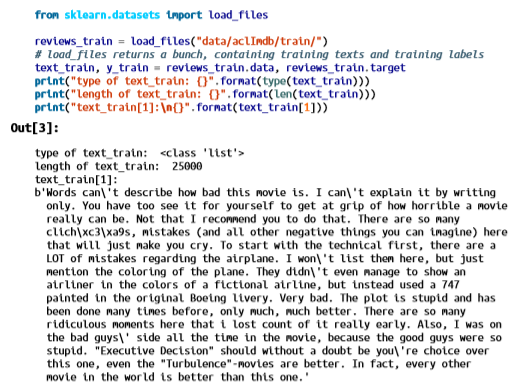 from sklearn.datasets import load_files
reviews_train = load_files("data/aclImdb/train/")
# load_files returns a bunch, containing training texts and training labels
text_train, y_train = reviews_train.data, reviews_train.target
print("type of text_train: {}".format(type(text_train)))
print("length of text_train: {}".format(len(text_train)))
print("text_train[1]:\n{}".format(text_train[1]))
Out[3]:
type of text_train:  <class 'list'>
length of text_train:  25000
text_train[1]:
b'Words can\'t describe how bad this movie is. I can\'t explain it by writing
only. You have too see it for yourself to get at grip of how horrible a movie
really can be. Not that I recommend you to do that. There are so many
clich\xc3\xa9s, mistakes (and all other negative things you can imagine) here
that will just make you cry. To start with the technical first, there are a
LOT of mistakes regarding the airplane. I won\'t list them here, but just
mention the coloring of the plane. They didn\'t even manage to show an
airliner in the colors of a fictional airline, but instead used a 747
painted in the original Boeing livery. Very bad. The plot is stupid and has
been done many times before, only much, much better. There are so many
ridiculous moments here that i lost count of it really early. Also, I was on
the bad guys\' side all the time in the movie, because the good guys were so
stupid. "Executive Decision" should without a doubt be you\'re choice over
this one, even the "Turbulence"-movies are better. In fact, every other
movie in the world is better than this one.'